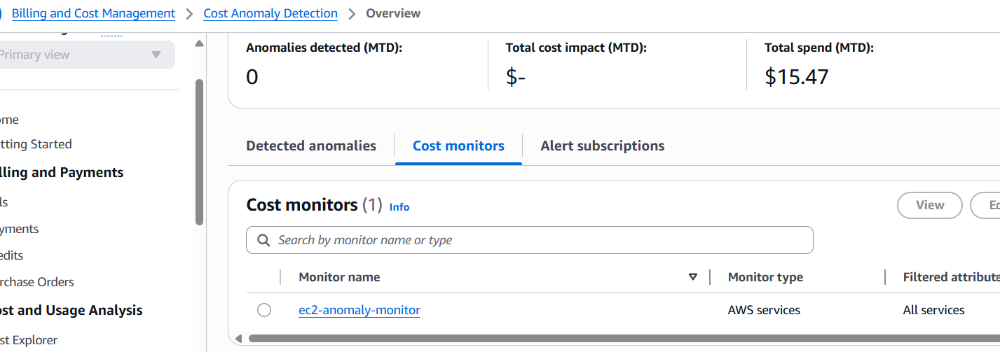 Billing and Cost Management > Cost Anomaly Detection > Overview
Primary view
Anomalies detected (MTD): Total cost impact (MTD): Total spend (MTD):
0 $- $15.47
ome
tting Started
lling and Payments
ls
yments
edits
rchase Orders
ost and Usage Analysis
st Explorer
Detected anomalies Cost monitors Alert subscriptions
Cost monitors (1) Info
View Ed
Search by monitor name or type
Monitor name Monitor type Filtered attribute
ec2-anomaly-monitor AWS services All services